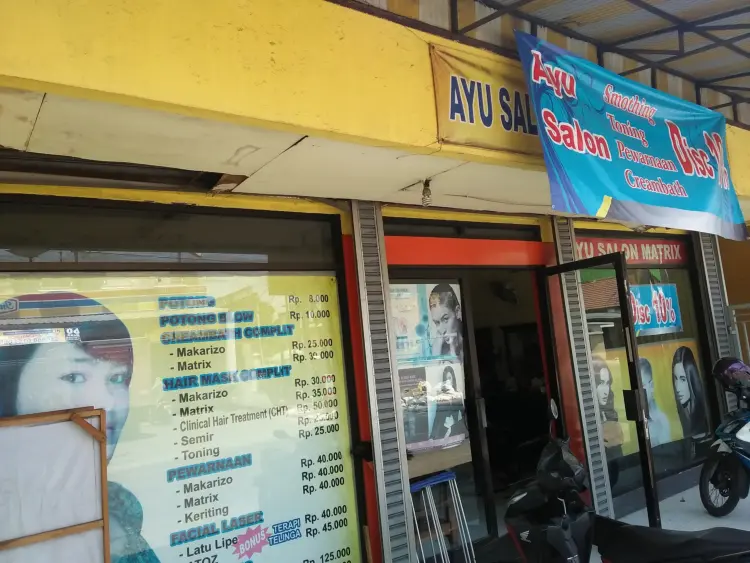 AYU SAL
Ayu
Salon
Smothing
Toning
Pewarnaan
Creambath
Disc
%
AYU SALON MATRIX
Disc 10%
POTONG Rp. 8.000
POTONG BLOW Rp. 10.000
CREAMBATH COMPLIT
- Makarizo Rp. 25.000
- Matrix Rp. 30.000
HAIR MASK COMPLYT
- Makarizo Rp. 30.000
- Matrix Rp. 35.000
- Clinical Hair Treatment (CHT) Rp. 50.000
- Semir
- Toning Rp. 25.000
PEWARNAAN
- Makarizo Rp. 40.000
- Matrix Rp. 40.000
- Keriting Rp. 40.000
FACIAL LASER
- Latu Lipe Rp. 40.000
BONUS TERAPI TELINGA Rp. 45.000
Rp. 125.000